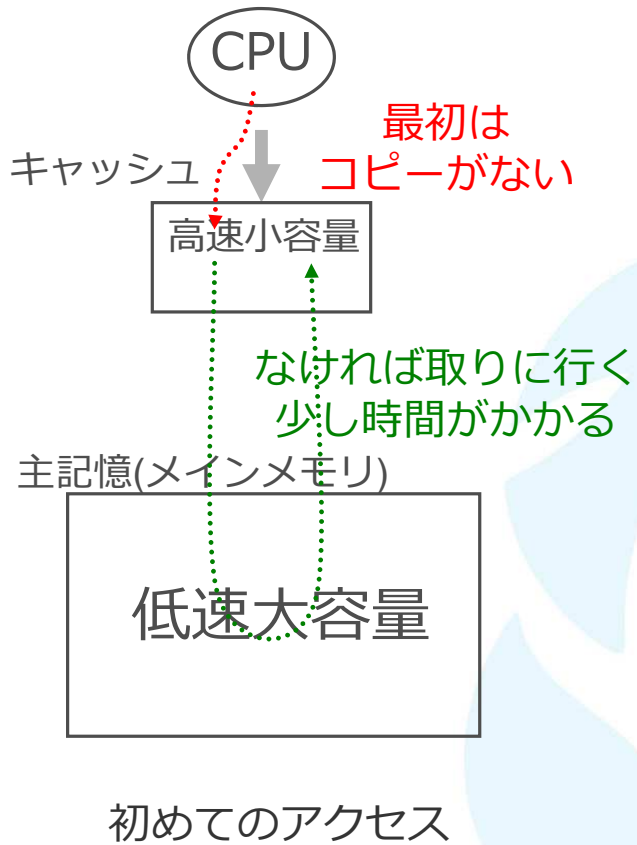 CPU
最初は
コピーがない
キャッシュ
高速小容量
なければ取りに行く
少し時間がかかる
主記憶(メインメモリ)
低速大容量
初めてのアクセス